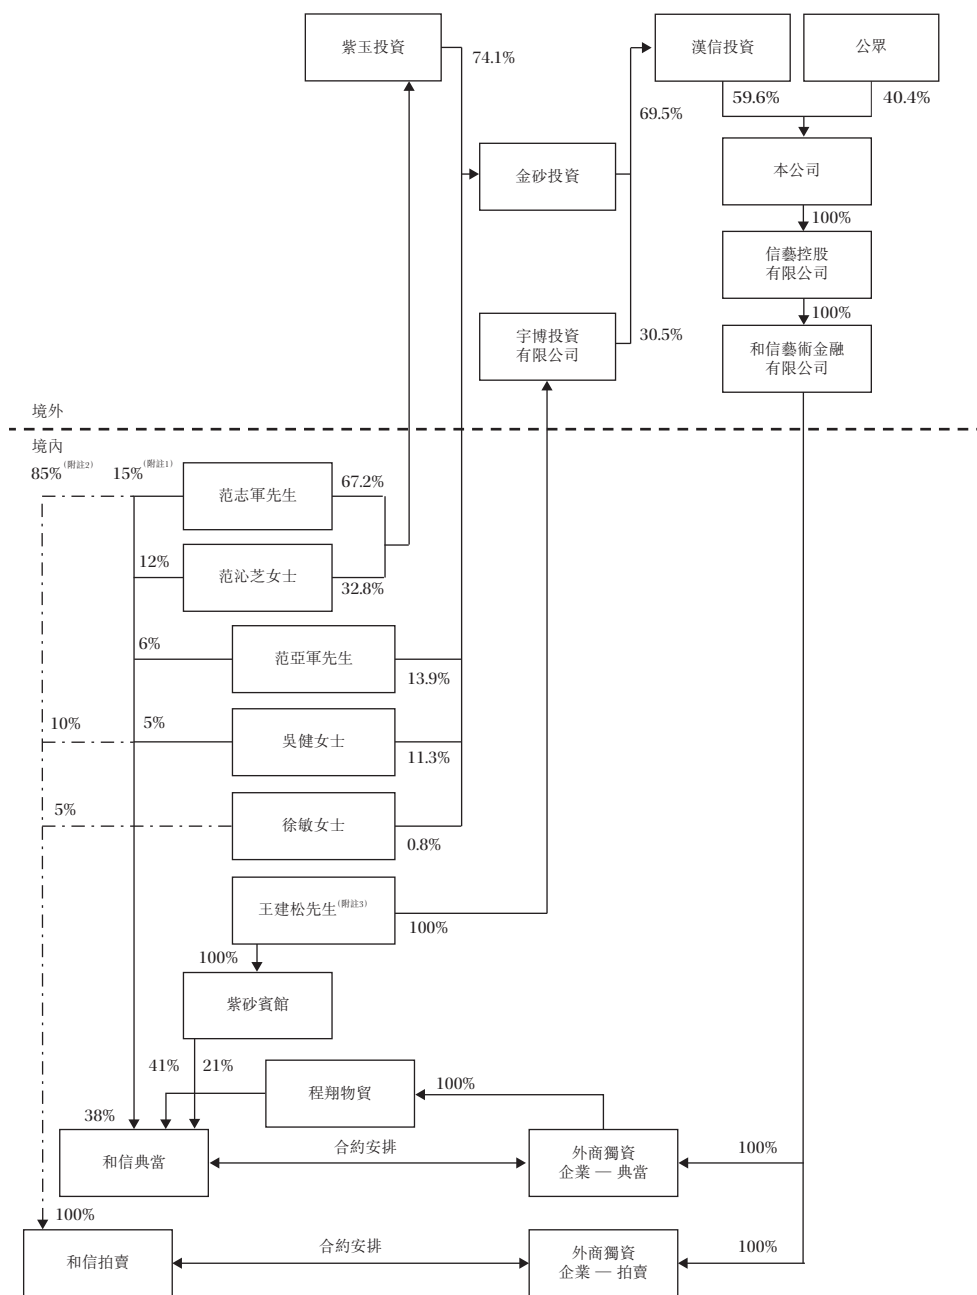 紫玉投資
漢信投資
公眾
74.1%
59.6%
40.4%
69.5%
金砂投資
本公司
100%
信藝控股
有限公司
100%
宇博投資
有限公司
30.5%
和信藝術金融
有限公司
境外
境內
85%(附註2)
15%(附註1)
范志軍先生
67.2%
12%
范沁芝女士
32.8%
6%
范亞軍先生
13.9%
10%
5%
吳健女士
11.3%
5%
徐敏女士
0.8%
王建松先生(附註3)
100%
100%
紫砂賓館
41%
21%
程翔物貿
100%
38%
和信典當
合約安排
外商獨資
企業 — 典當
100%
100%
和信拍賣
合約安排
外商獨資
企業 — 拍賣
100%